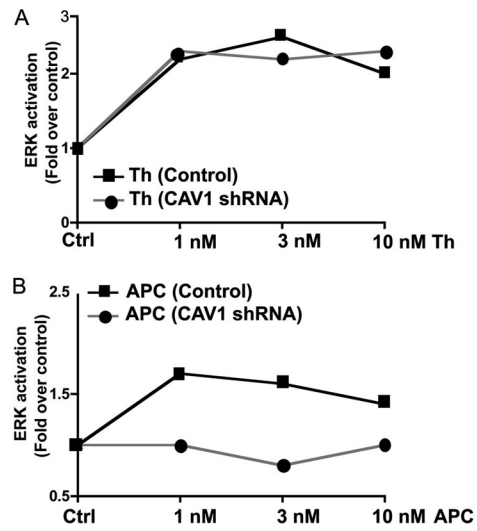 A
3
2
1
0
ERK activation
(Fold over control)
Th (Control)
Th (CAV1 shRNA)
Ctrl 1 nM 3 nM 10 nM Th
B
2.5
1.5
0.5
ERK activation
(Fold over control)
APC (Control)
APC (CAV1 shRNA)
Ctrl 1 nM 3 nM 10 nM APC